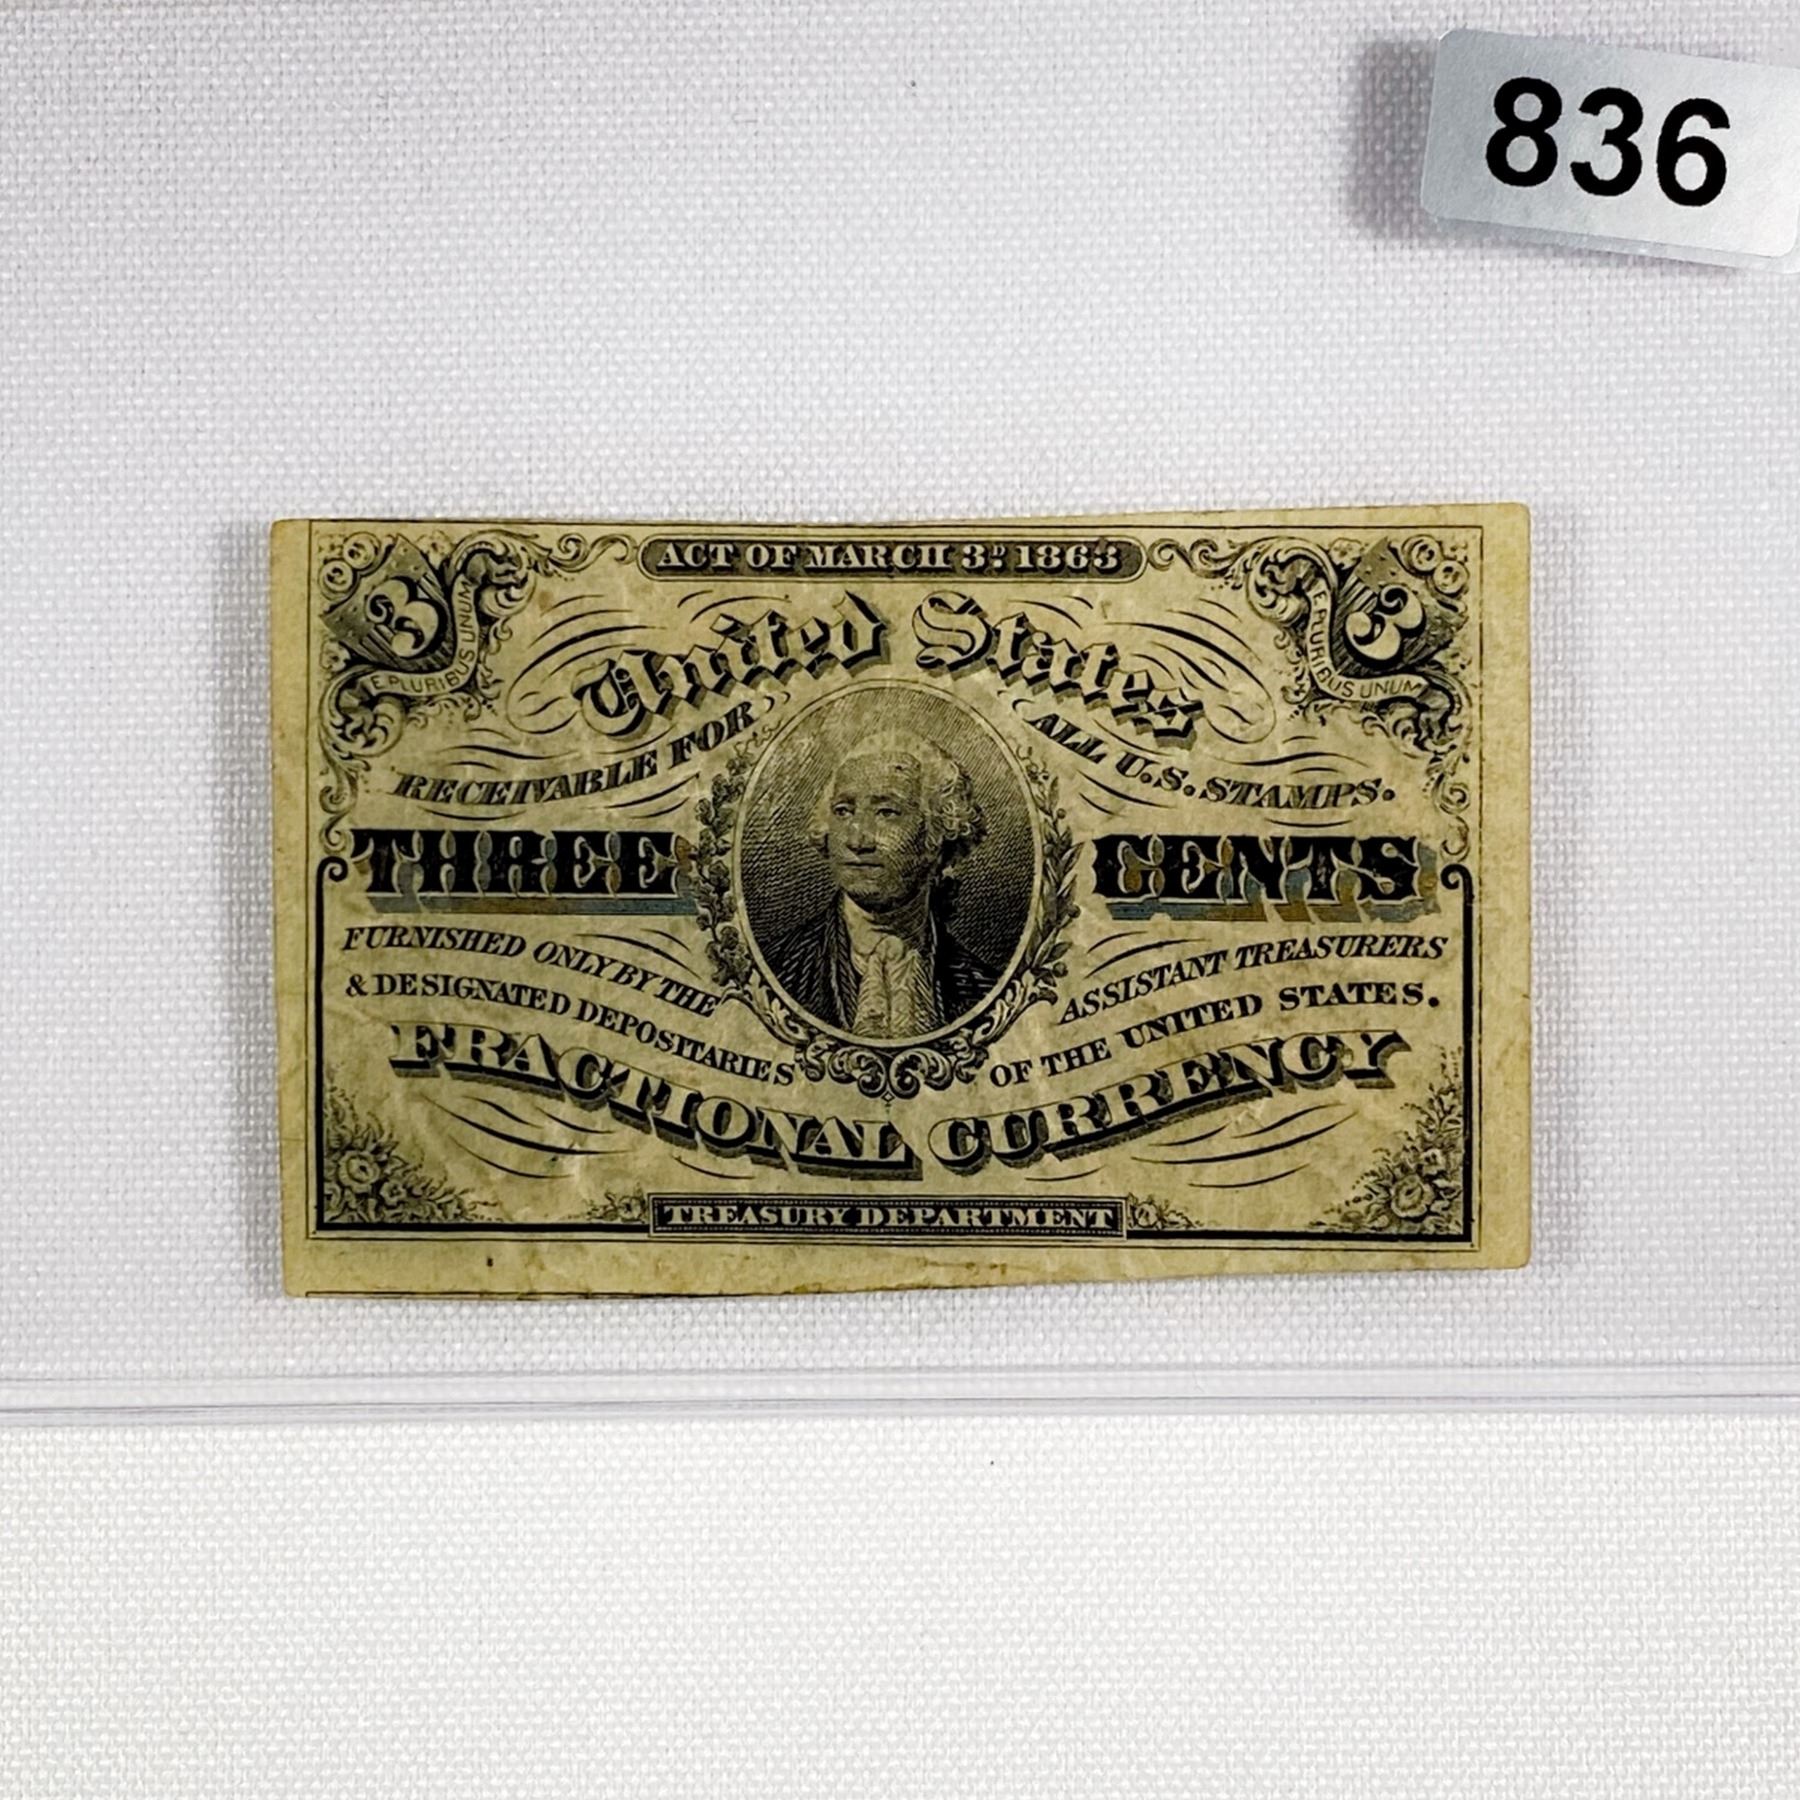 836
ACT OF MARCH 3D. 1863
3
3
E PLURIBUS UNUM
E PLURIBUS UNUM
United States
RECEIVABLE FOR ALL U.S. STAMPS.
THREE CENTS
FURNISHED ONLY BY THE ASSISTANT TREASURERS
& DESIGNATED DEPOSITARIES OF THE UNITED STATES.
FRACTIONAL CURRENCY
TREASURY DEPARTMENT